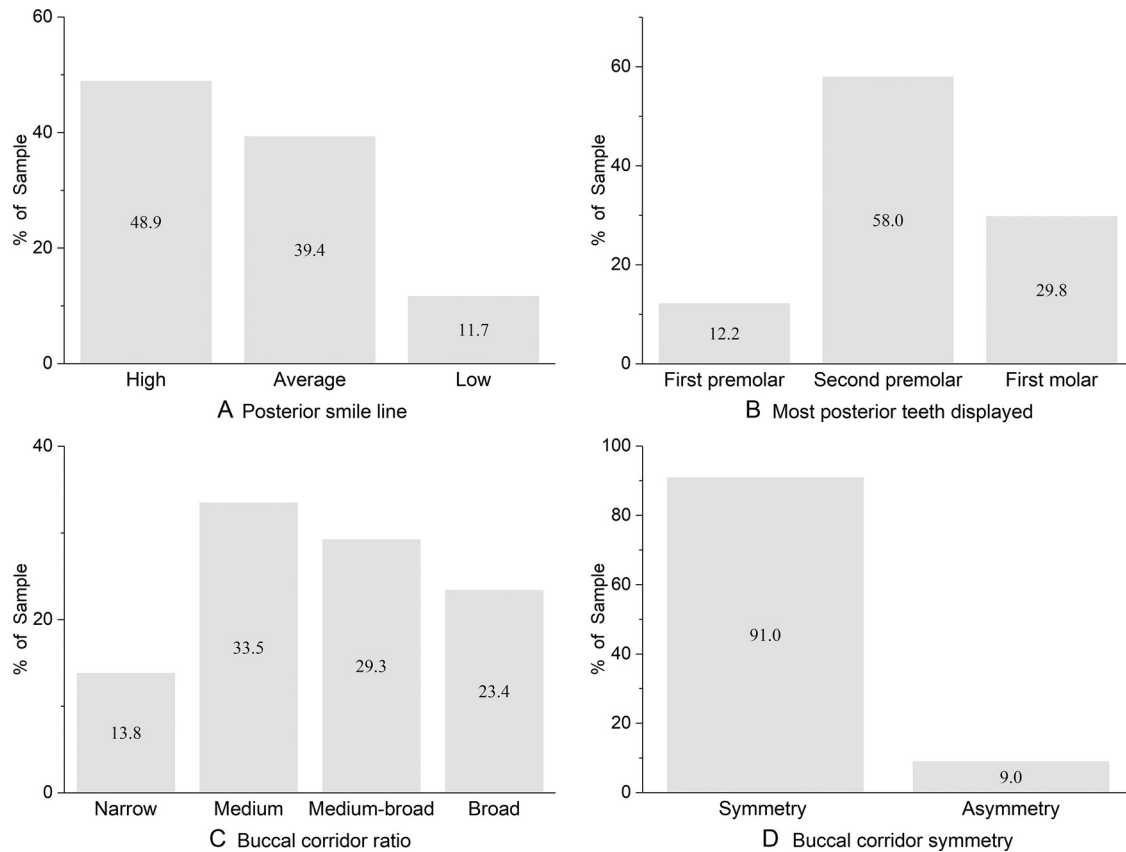 60
40
20
0
% of Sample
48.9
39.4
11.7
High Average Low
A Posterior smile line
60
40
20
0
% of Sample
12.2
58.0
29.8
First premolar Second premolar First molar
B Most posterior teeth displayed
40
20
0
% of Sample
13.8
33.5
29.3
23.4
Narrow Medium Medium-broad Broad
C Buccal corridor ratio
100
80
60
40
20
0
% of Sample
91.0
9.0
Symmetry Asymmetry
D Buccal corridor symmetry